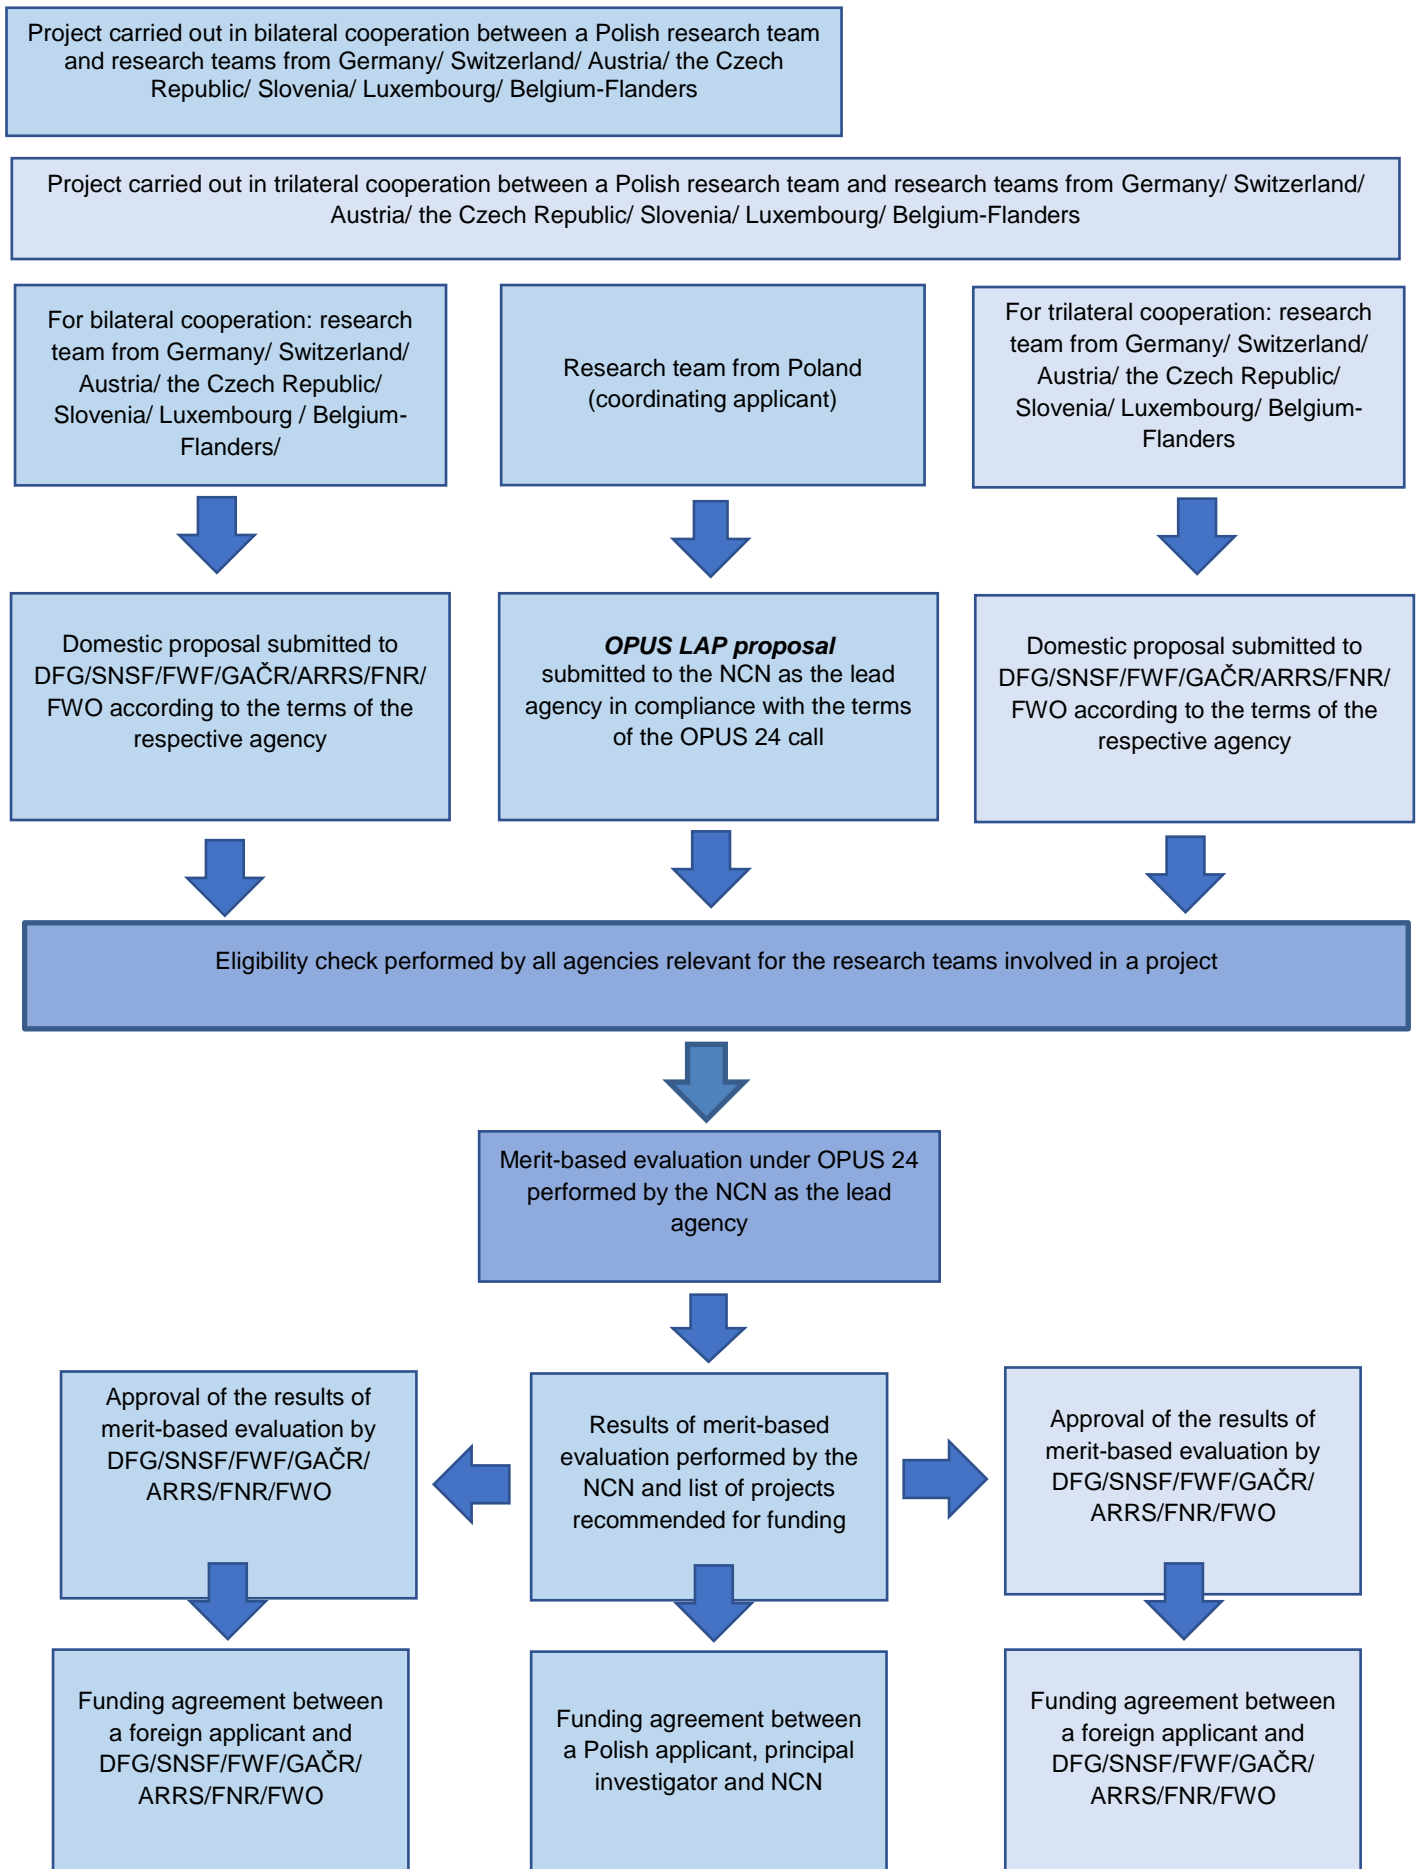 Project carried out in bilateral cooperation between a Polish research team
and research teams from Germany/ Switzerland/ Austria/ the Czech
Republic/ Slovenia/ Luxembourg/ Belgium-Flanders
Project carried out in trilateral cooperation between a Polish research team and research teams from Germany/ Switzerland/
Austria/ the Czech Republic/ Slovenia/ Luxembourg/ Belgium-Flanders
For bilateral cooperation: research
team from Germany/ Switzerland/
Austria/ the Czech Republic/
Slovenia/ Luxembourg / Belgium-
Flanders/
Research team from Poland
(coordinating applicant)
For trilateral cooperation: research
team from Germany/ Switzerland/
Austria/ the Czech Republic/
Slovenia/ Luxembourg/ Belgium-
Flanders
Domestic proposal submitted to
DFG/SNSF/FWF/GAČR/ARRS/FNR/
FWO according to the terms of the
respective agency
OPUS LAP proposal
submitted to the NCN as the lead
agency in compliance with the terms
of the OPUS 24 call
Domestic proposal submitted to
DFG/SNSF/FWF/GAČR/ARRS/FNR/
FWO according to the terms of the
respective agency
Eligibility check performed by all agencies relevant for the research teams involved in a project
Merit-based evaluation under OPUS 24
performed by the NCN as the lead
agency
Approval of the results of
merit-based evaluation by
DFG/SNSF/FWF/GAČR/
ARRS/FNR/FWO
Results of merit-based
evaluation performed by the
NCN and list of projects
recommended for funding
Approval of the results of
merit-based evaluation by
DFG/SNSF/FWF/GAČR/
ARRS/FNR/FWO
Funding agreement between
a foreign applicant and
DFG/SNSF/FWF/GAČR/
ARRS/FNR/FWO
Funding agreement between
a Polish applicant, principal
investigator and NCN
Funding agreement between
a foreign applicant and
DFG/SNSF/FWF/GAČR/
ARRS/FNR/FWO